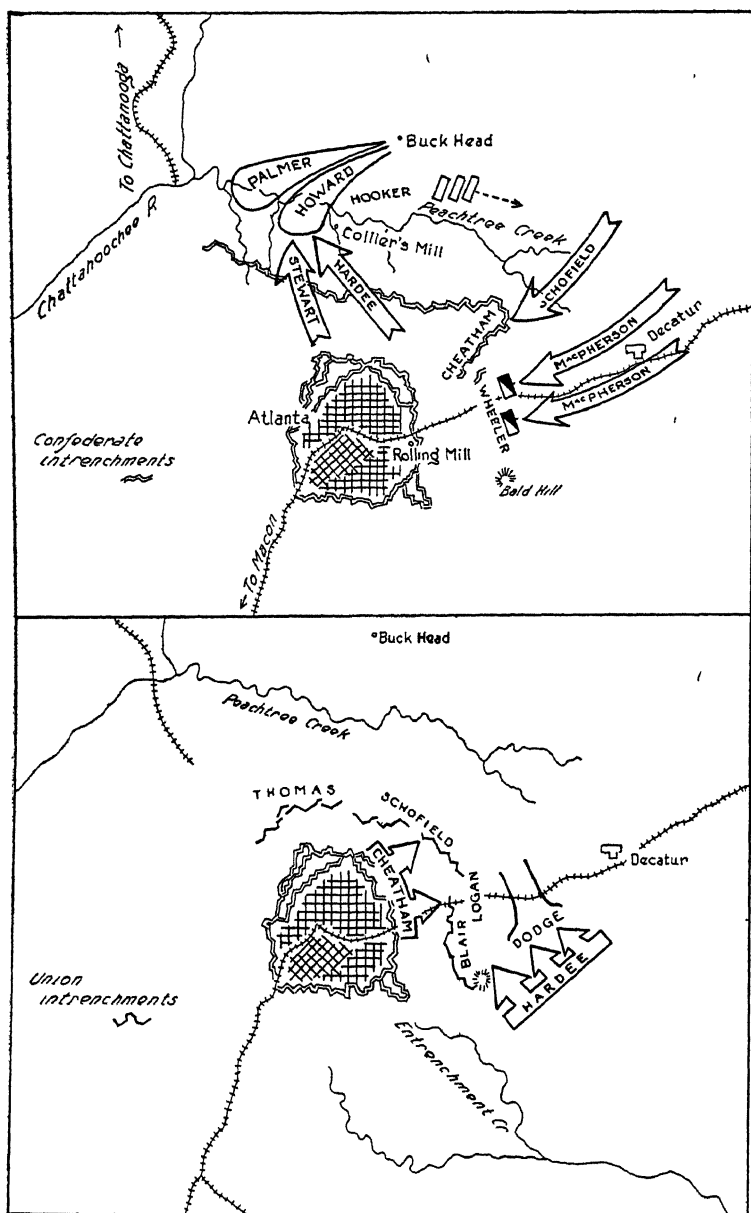 To Chattanooga
Buck Head
PALMER
HOWARD
HOOKER
Peachtree Creek
Collier's Mill
Chattahoochee R.
STEWART
HARDEE
SCHOFIELD
CHEATHAM
MacPHERSON
Decatur
MacPHERSON
WHEELER
Atlanta
Rolling Mill
Confederate
intrenchments
Bald Hill
To Macon
Buck Head
Peachtree Creek
THOMAS
SCHOFIELD
CHEATHAM
Decatur
LOGAN
BLAIR
DODGE
HARDEE
Union
intrenchments
Entrenchment Cr